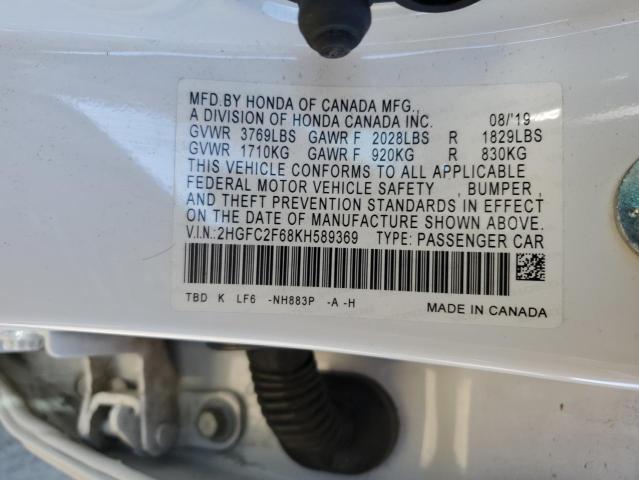 MFD.BY HONDA OF CANADA MFG.,
A DIVISION OF HONDA CANADA INC. 08/'19
GVWR 3769LBS GAWR F 2028LBS R 1829LBS
GVWR 1710KG GAWR F 920KG R 830KG
THIS VEHICLE CONFORMS TO ALL APPLICABLE
FEDERAL MOTOR VEHICLE SAFETY , BUMPER ,
AND THEFT PREVENTION STANDARDS IN EFFECT
ON THE DATE OF MANUFACTURE SHOWN ABOVE.
V.I.N.:2HGFC2F68KH589369 TYPE: PASSENGER CAR
TBD K LF6 -NH883P -A -H
MADE IN CANADA